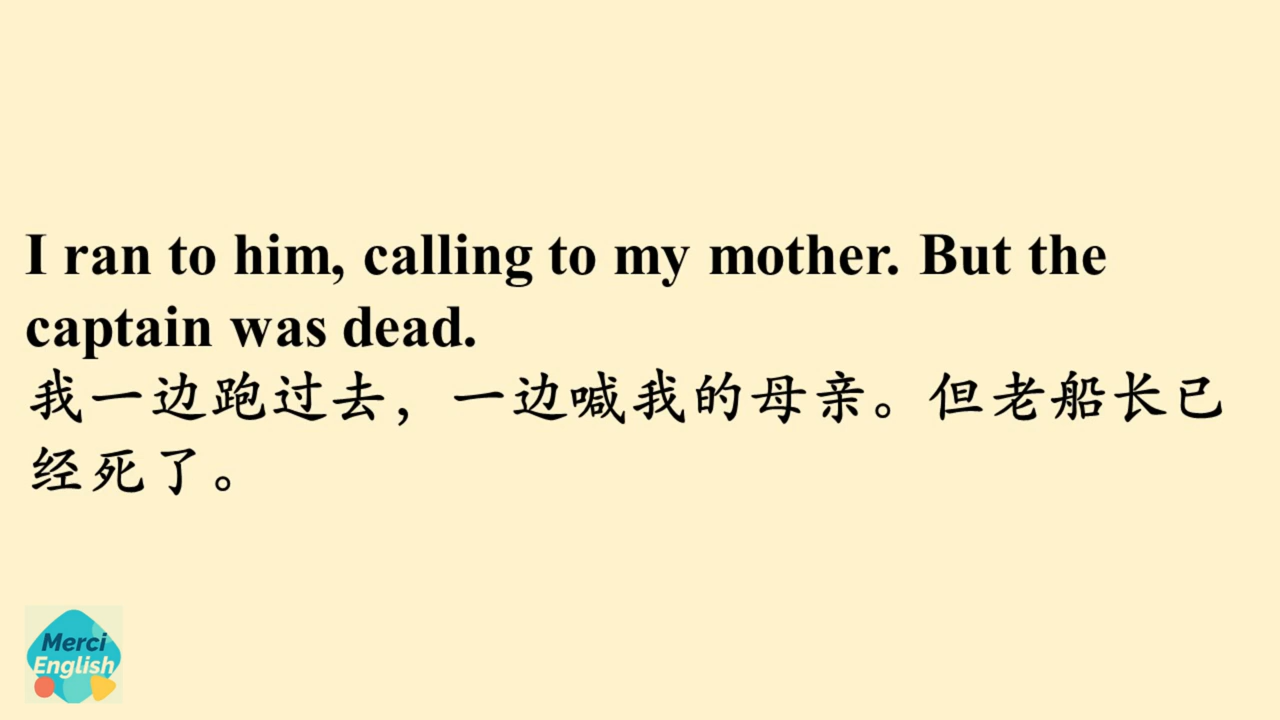 I ran to him, calling to my mother. But the
captain was dead.
我一边跑过去，一边喊我的母亲。但老船长已
经死了。
Merci
English